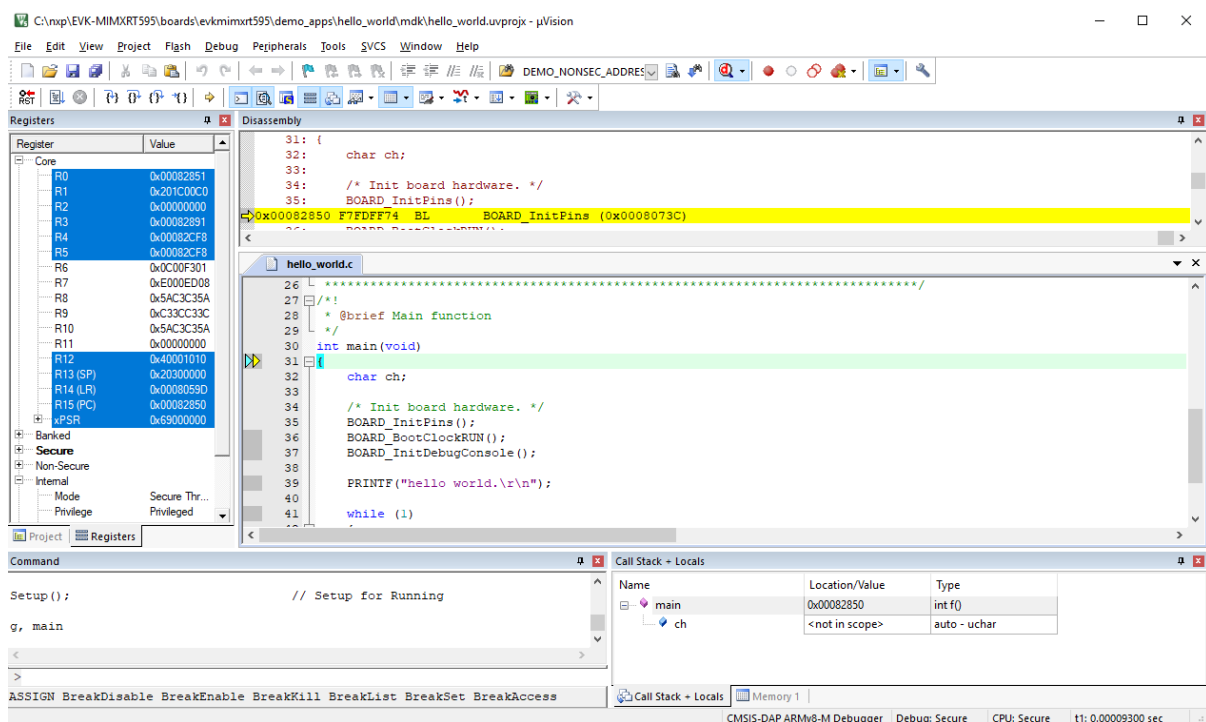 C:\nxp\EVK-MIMXRT595\boards\evkmimxrt595\demo_apps\hello_world\mdk\hello_world.uvprojx - µVision
File Edit View Project Flash Debug Peripherals Tools SVCS Window Help
DEMO_NONSEC_ADDRES
RST
Registers
Register Value
Core
R0 0x00082851
R1 0x201C00C0
R2 0x00000000
R3 0x00082891
R4 0x00082CF8
R5 0x00082CF8
R6 0x0C00F301
R7 0xE000ED08
R8 0x5AC3C35A
R9 0xC33CC33C
R10 0x5AC3C35A
R11 0x00000000
R12 0x40001010
R13 (SP) 0x20300000
R14 (LR) 0x0008059D
R15 (PC) 0x00082850
xPSR 0x69000000
Banked
Secure
Non-Secure
Internal
Mode Secure Thr...
Privilege Privileged
Project Registers
Disassembly
31: {
32: char ch;
33:
34: /* Init board hardware. */
35: BOARD_InitPins();
0x00082850 F7FDFF74 BL BOARD_InitPins (0x0008073C)
36: BOARD_BootClockRUN();
hello_world.c
26 ******************************************************************************/
27 /*!
28 * @brief Main function
29 */
30 int main(void)
31 {
32 char ch;
33
34 /* Init board hardware. */
35 BOARD_InitPins();
36 BOARD_BootClockRUN();
37 BOARD_InitDebugConsole();
38
39 PRINTF("hello world.\r\n");
40
41 while (1)
Command
Setup(); // Setup for Running
g, main
>
ASSIGN BreakDisable BreakEnable BreakKill BreakList BreakSet BreakAccess
Call Stack + Locals
Name Location/Value Type
main 0x00082850 int f()
ch <not in scope> auto - uchar
Call Stack + Locals Memory 1
CMSIS-DAP ARMv8-M Debugger Debug: Secure CPU: Secure t1: 0.00009300 sec